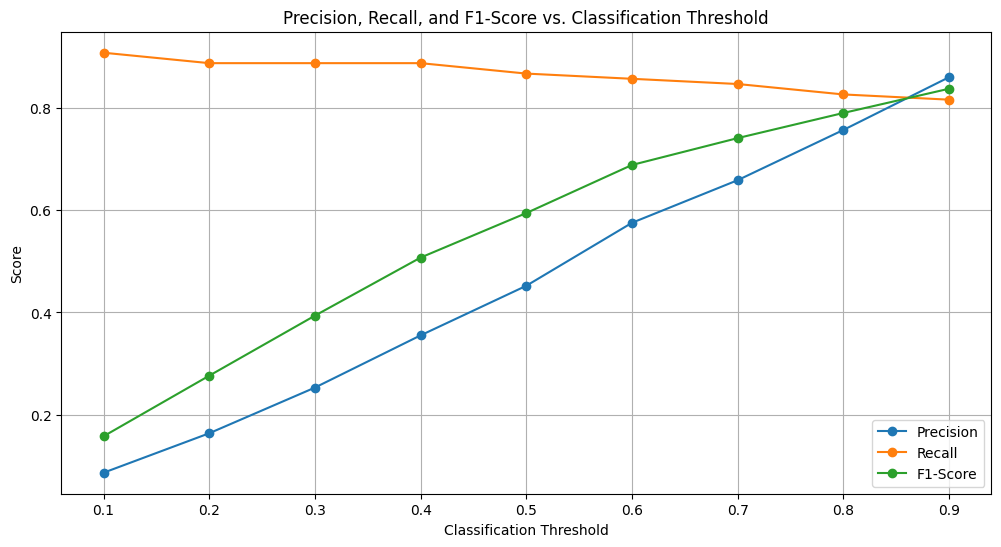 Precision, Recall, and F1-Score vs. Classification Threshold
Score
0.8
0.6
0.4
0.2
0.1 0.2 0.3 0.4 0.5 0.6 0.7 0.8 0.9
Classification Threshold
Precision
Recall
F1-Score